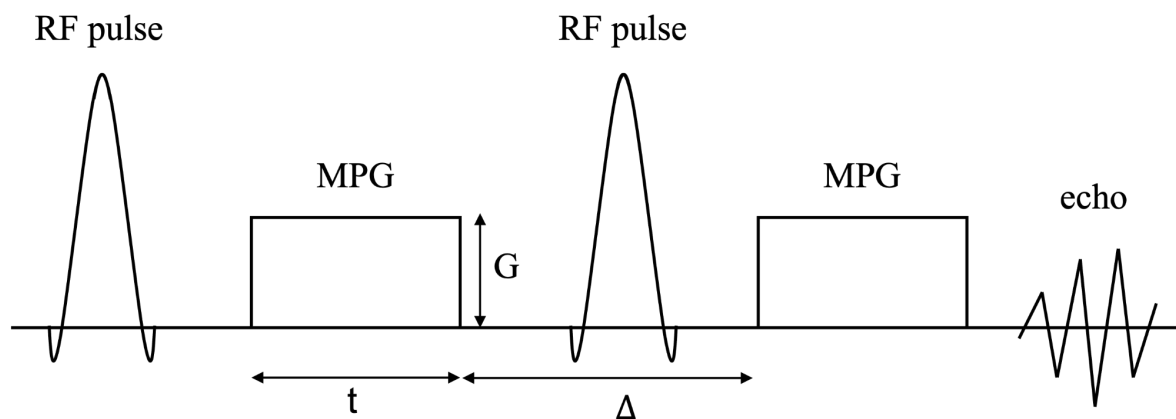 RF pulse
RF pulse
MPG
MPG
echo
G
t
Δ